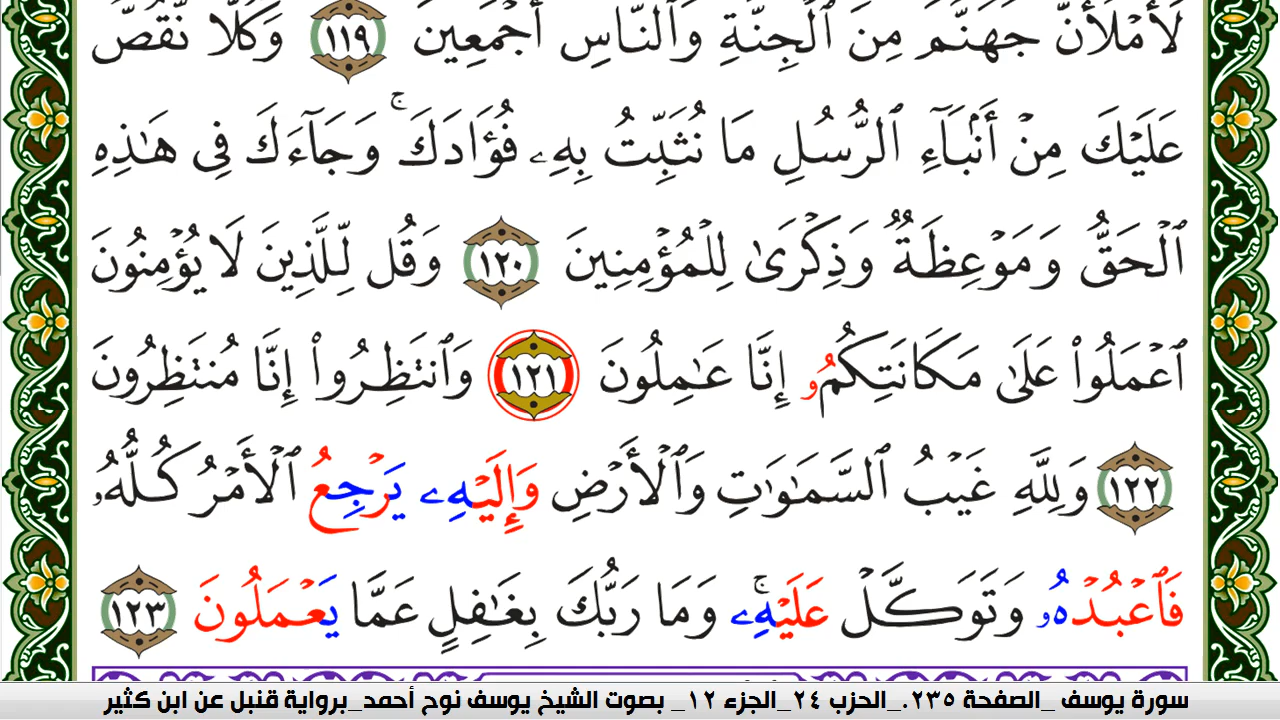 لَأَمْلَأَنَّ جَهَنَّمَ مِنَ ٱلْجِنَّةِ وَٱلنَّاسِ أَجْمَعِينَ ١١٩ وَكُلًّا نَّقُصُّ
عَلَيْكَ مِنْ أَنۢبَآءِ ٱلرُّسُلِ مَا نُثَبِّتُ بِهِۦ فُؤَادَكَ ۚ وَجَآءَكَ فِى هَـٰذِهِ
ٱلْحَقُّ وَمَوْعِظَةٌ وَذِكْرَىٰ لِلْمُؤْمِنِينَ ١٢٠ وَقُل لِّلَّذِينَ لَا يُؤْمِنُونَ
ٱعْمَلُوا۟ عَلَىٰ مَكَانَتِكُمُۥ إِنَّا عَـٰمِلُونَ ١٢١ وَٱنتَظِرُوٓا۟ إِنَّا مُنتَظِرُونَ
١٢٢ وَلِلَّهِ غَيْبُ ٱلسَّمَـٰوَٰتِ وَٱلْأَرْضِ وَإِلَيْهِۦ يَرْجِعُ ٱلْأَمْرُ كُلُّهُۥ
فَٱعْبُدْهُۥ وَتَوَكَّلْ عَلَيْهِۦ ۚ وَمَا رَبُّكَ بِغَـٰفِلٍ عَمَّا يَعْمَلُونَ ١٢٣
سورة يوسف _الصفحة ٢٣٥._الحزب ٢٤_الجزء ١٢_ بصوت الشيخ يوسف نوح أحمد_برواية قنبل عن ابن كثير